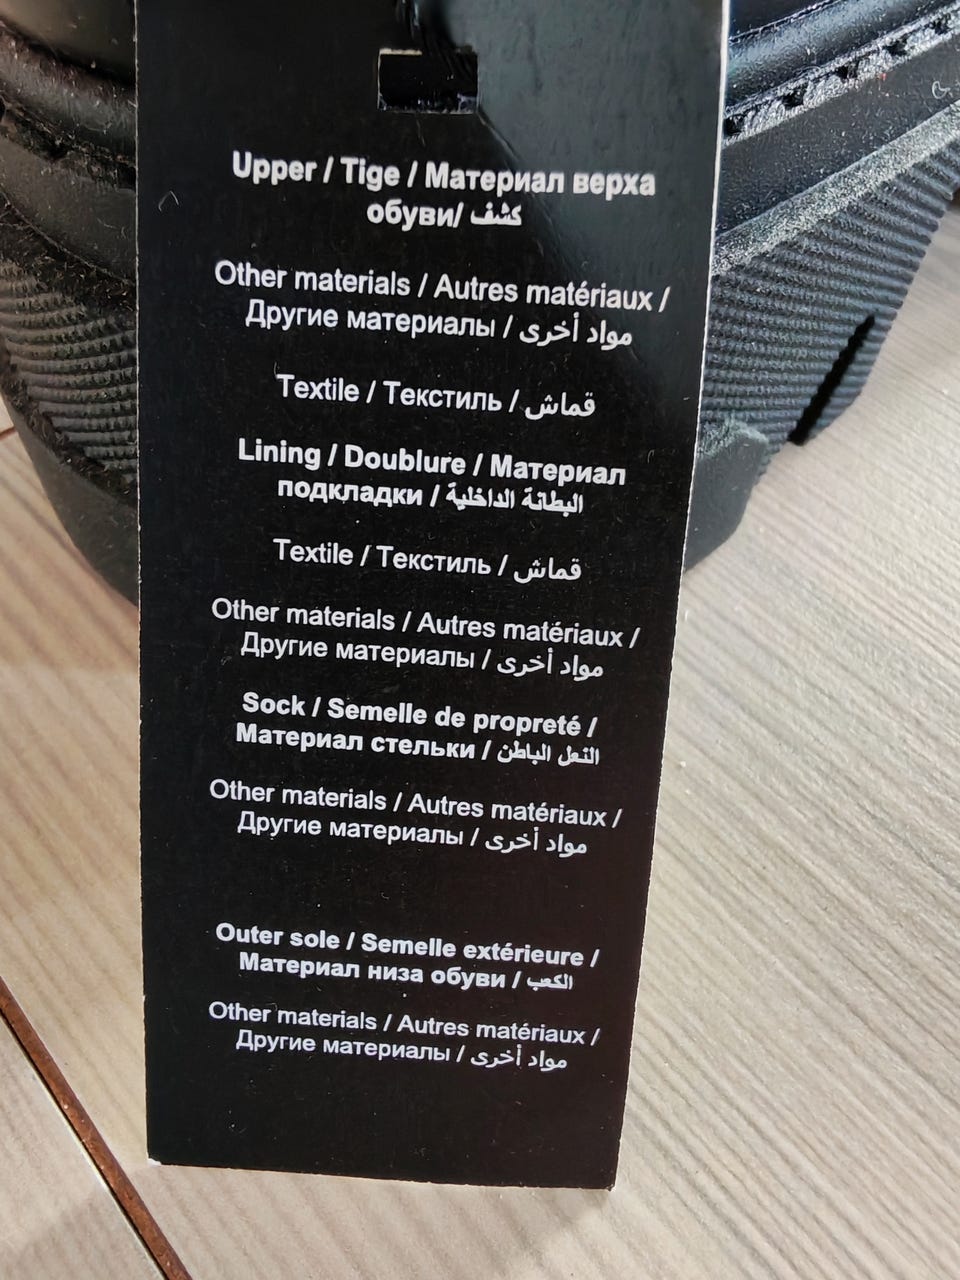 Upper / Tige / Материал верха
обуви/ كشف
Other materials / Autres matériaux /
Другие материалы / مواد أخرى
Textile / Текстиль / قماش
Lining / Doublure / Материал
подкладки / البطانة الداخلية
Textile / Текстиль / قماش
Other materials / Autres matériaux /
Другие материалы / مواد أخرى
Sock / Semelle de propreté /
Материал стельки / النعل الباطن
Other materials / Autres matériaux /
Другие материалы / مواد أخرى
Outer sole / Semelle extérieure /
Материал низа обуви / الكعب
Other materials / Autres matériaux /
Другие материалы / مواد أخرى